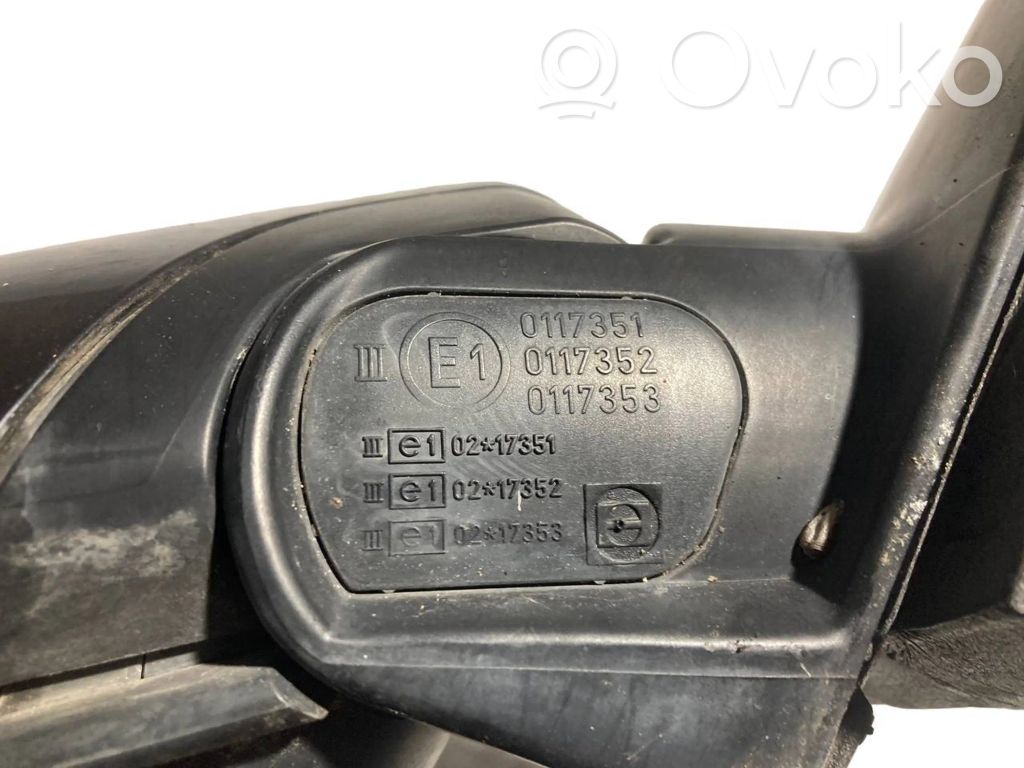 Ovoko
III E1 0117351
0117352
0117353
III e1 02*17351
III e1 02*17352
III e1 02*17353